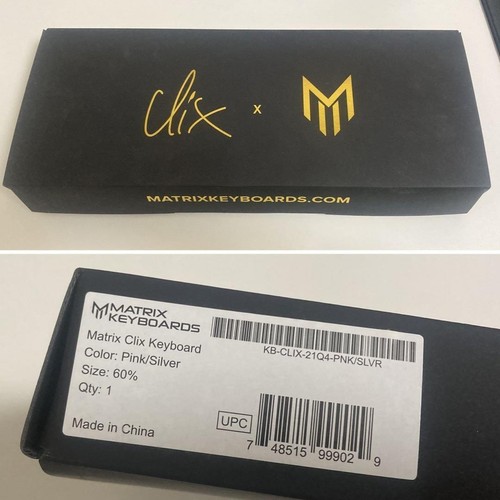 Clix x
MATRIXKEYBOARDS.COM
MATRIX
KEYBOARDS
Matrix Clix Keyboard
Color: Pink/Silver
Size: 60%
Qty: 1
Made in China
KB-CLIX-21Q4-PNK/SLVR
UPC
7 48515 99902 9